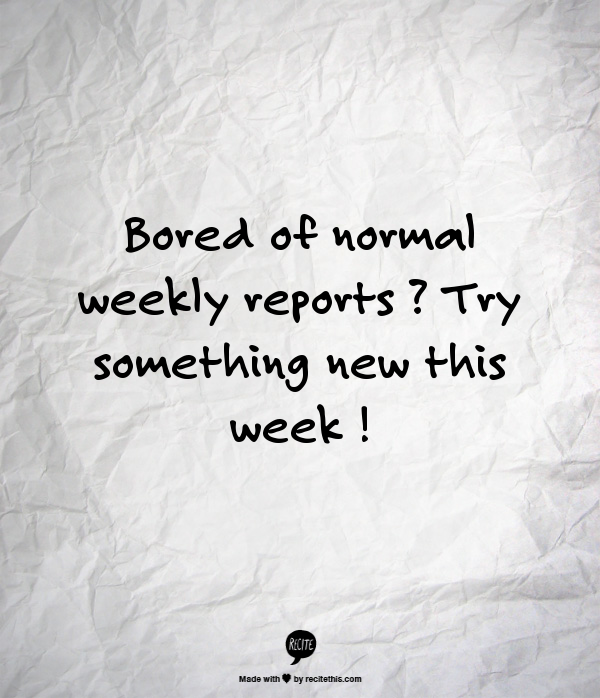 Bored of normal
weekly reports ? Try
something new this
week !
RECITE
Made with ♥ by recitethis.com